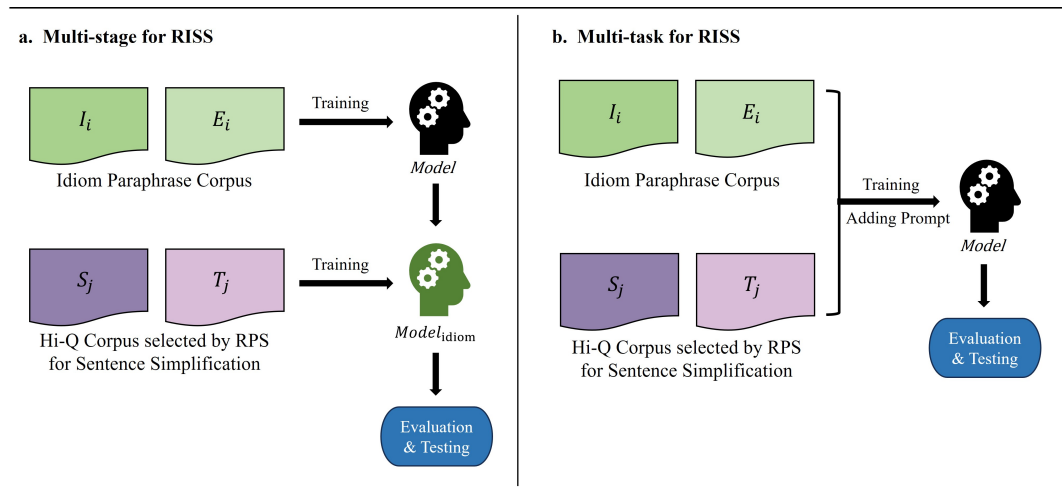 a. Multi-stage for RISS
I_i
E_i
Training
Idiom Paraphrase Corpus
Model
S_j
T_j
Training
Hi-Q Corpus selected by RPS
for Sentence Simplification
Model_idiom
Evaluation
& Testing
b. Multi-task for RISS
I_i
E_i
Idiom Paraphrase Corpus
Training
Adding Prompt
Model
S_j
T_j
Hi-Q Corpus selected by RPS
for Sentence Simplification
Evaluation
& Testing